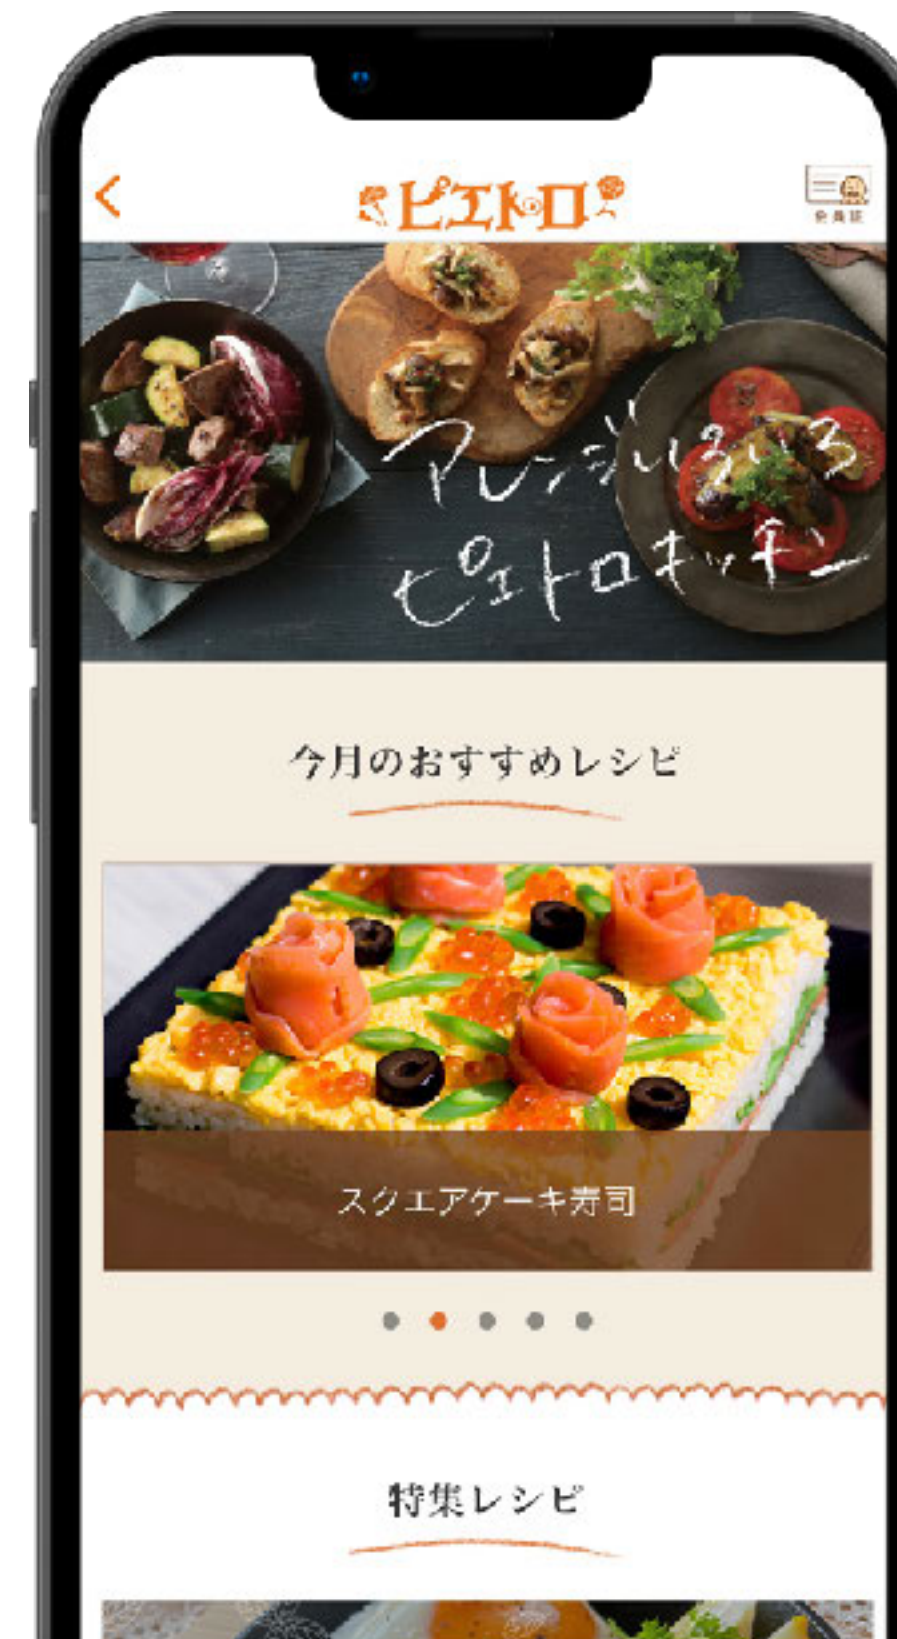 ピエトロ
会員証
アレンジいろいろ
ピエトロキッチン
今月のおすすめレシピ
スクエアケーキ寿司
特集レシピ